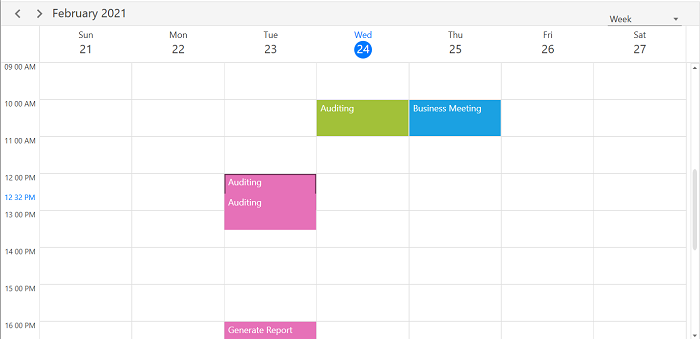 February 2021
Week
Sun Mon Tue Wed Thu Fri Sat
21 22 23 24 25 26 27
09 00 AM
10 00 AM
Auditing Business Meeting
11 00 AM
12 00 PM
Auditing
12 32 PM
Auditing
13 00 PM
14 00 PM
15 00 PM
16 00 PM
Generate Report